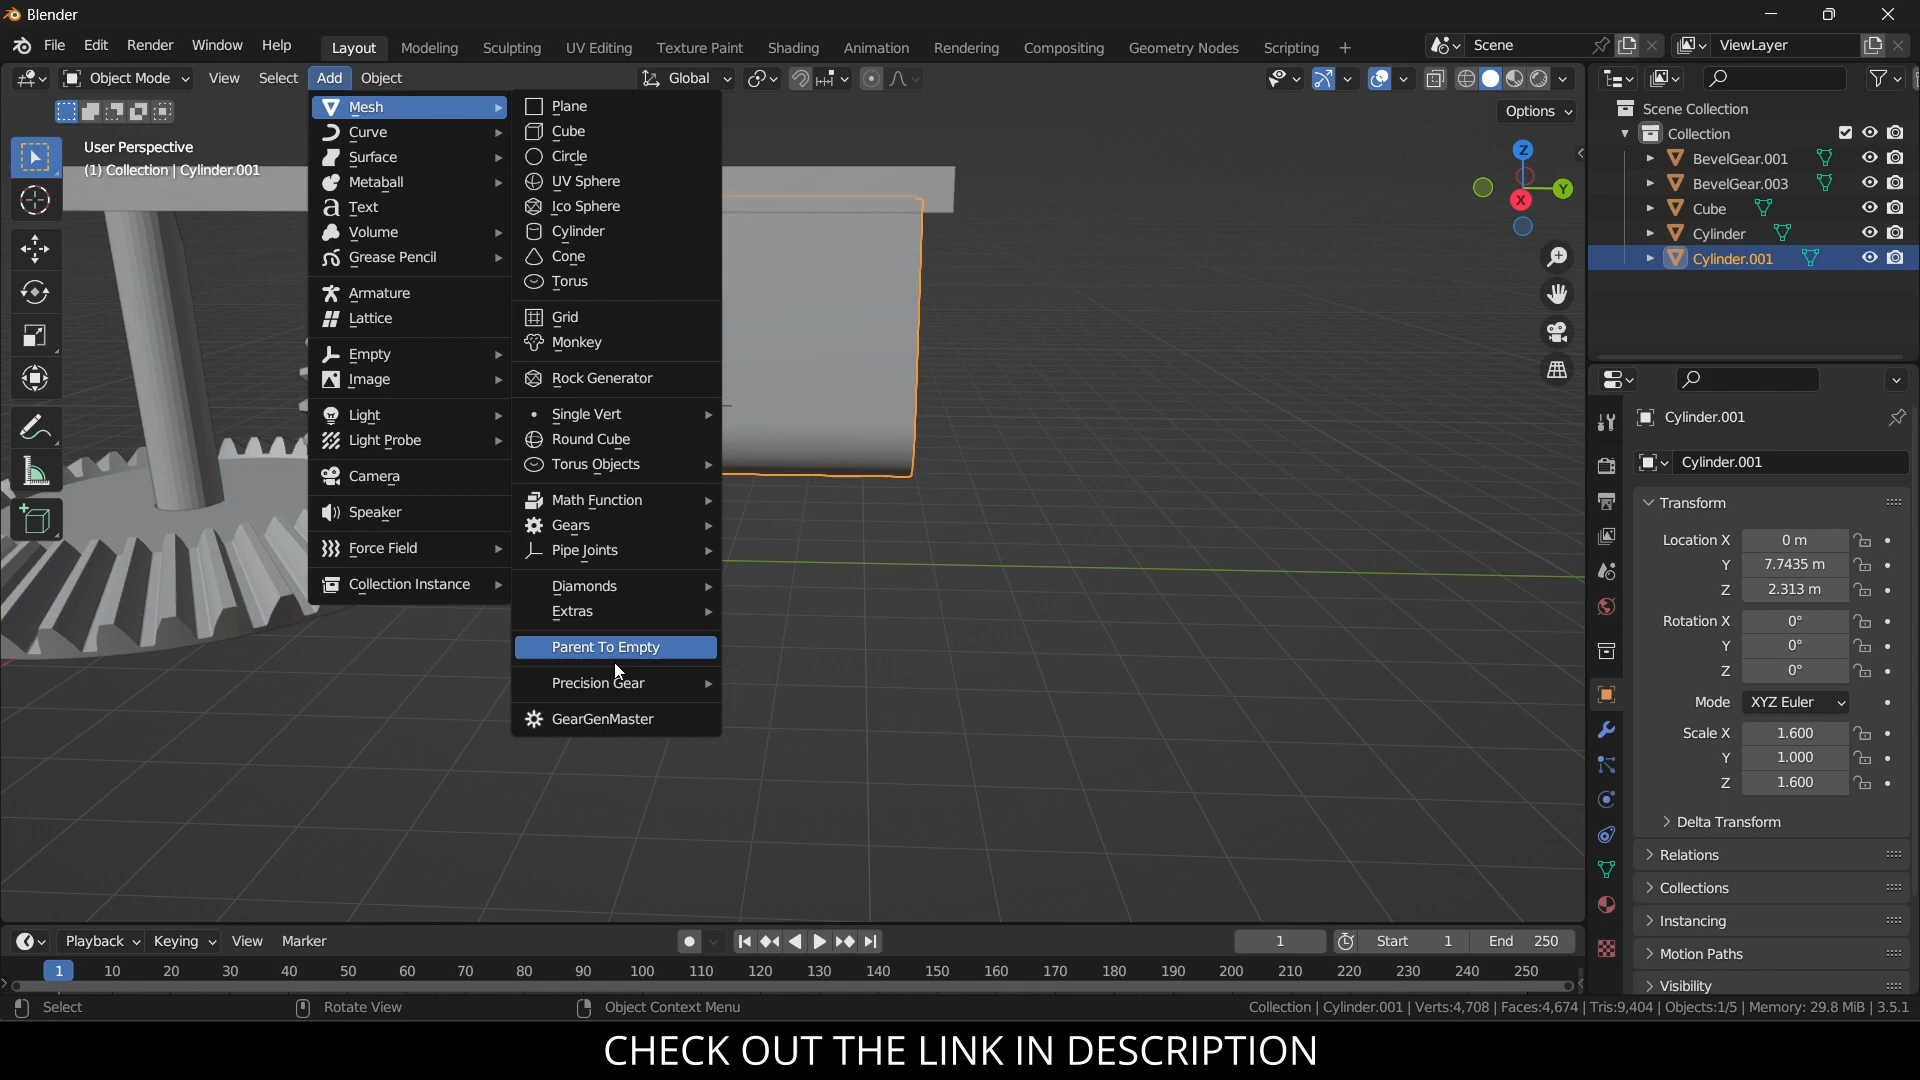 Blender
File Edit Render Window Help Layout Modeling Sculpting UV Editing Texture Paint Shading Animation Rendering Compositing Geometry Nodes Scripting + Scene ViewLayer
Object Mode View Select Add Object Global
Options
User Perspective
(1) Collection | Cylinder.001
Mesh
Curve
Surface
Metaball
Text
Volume
Grease Pencil
Armature
Lattice
Empty
Image
Light
Light Probe
Camera
Speaker
Force Field
Collection Instance
Plane
Cube
Circle
UV Sphere
Ico Sphere
Cylinder
Cone
Torus
Grid
Monkey
Rock Generator
Single Vert
Round Cube
Torus Objects
Math Function
Gears
Pipe Joints
Diamonds
Extras
Parent To Empty
Precision Gear
GearGenMaster
Z
Y
X
Scene Collection
Collection
BevelGear.001
BevelGear.003
Cube
Cylinder
Cylinder.001
Cylinder.001
Cylinder.001
Transform
Location X 0 m
Y 7.7435 m
Z 2.313 m
Rotation X 0°
Y 0°
Z 0°
Mode XYZ Euler
Scale X 1.600
Y 1.000
Z 1.600
Delta Transform
Relations
Collections
Instancing
Motion Paths
Visibility
Playback Keying View Marker 1 Start 1 End 250
1 10 20 30 40 50 60 70 80 90 100 110 120 130 140 150 160 170 180 190 200 210 220 230 240 250
Select Rotate View Object Context Menu Collection | Cylinder.001 | Verts:4,708 | Faces:4,674 | Tris:9,404 | Objects:1/5 | Memory: 29.8 MiB | 3.5.1
CHECK OUT THE LINK IN DESCRIPTION